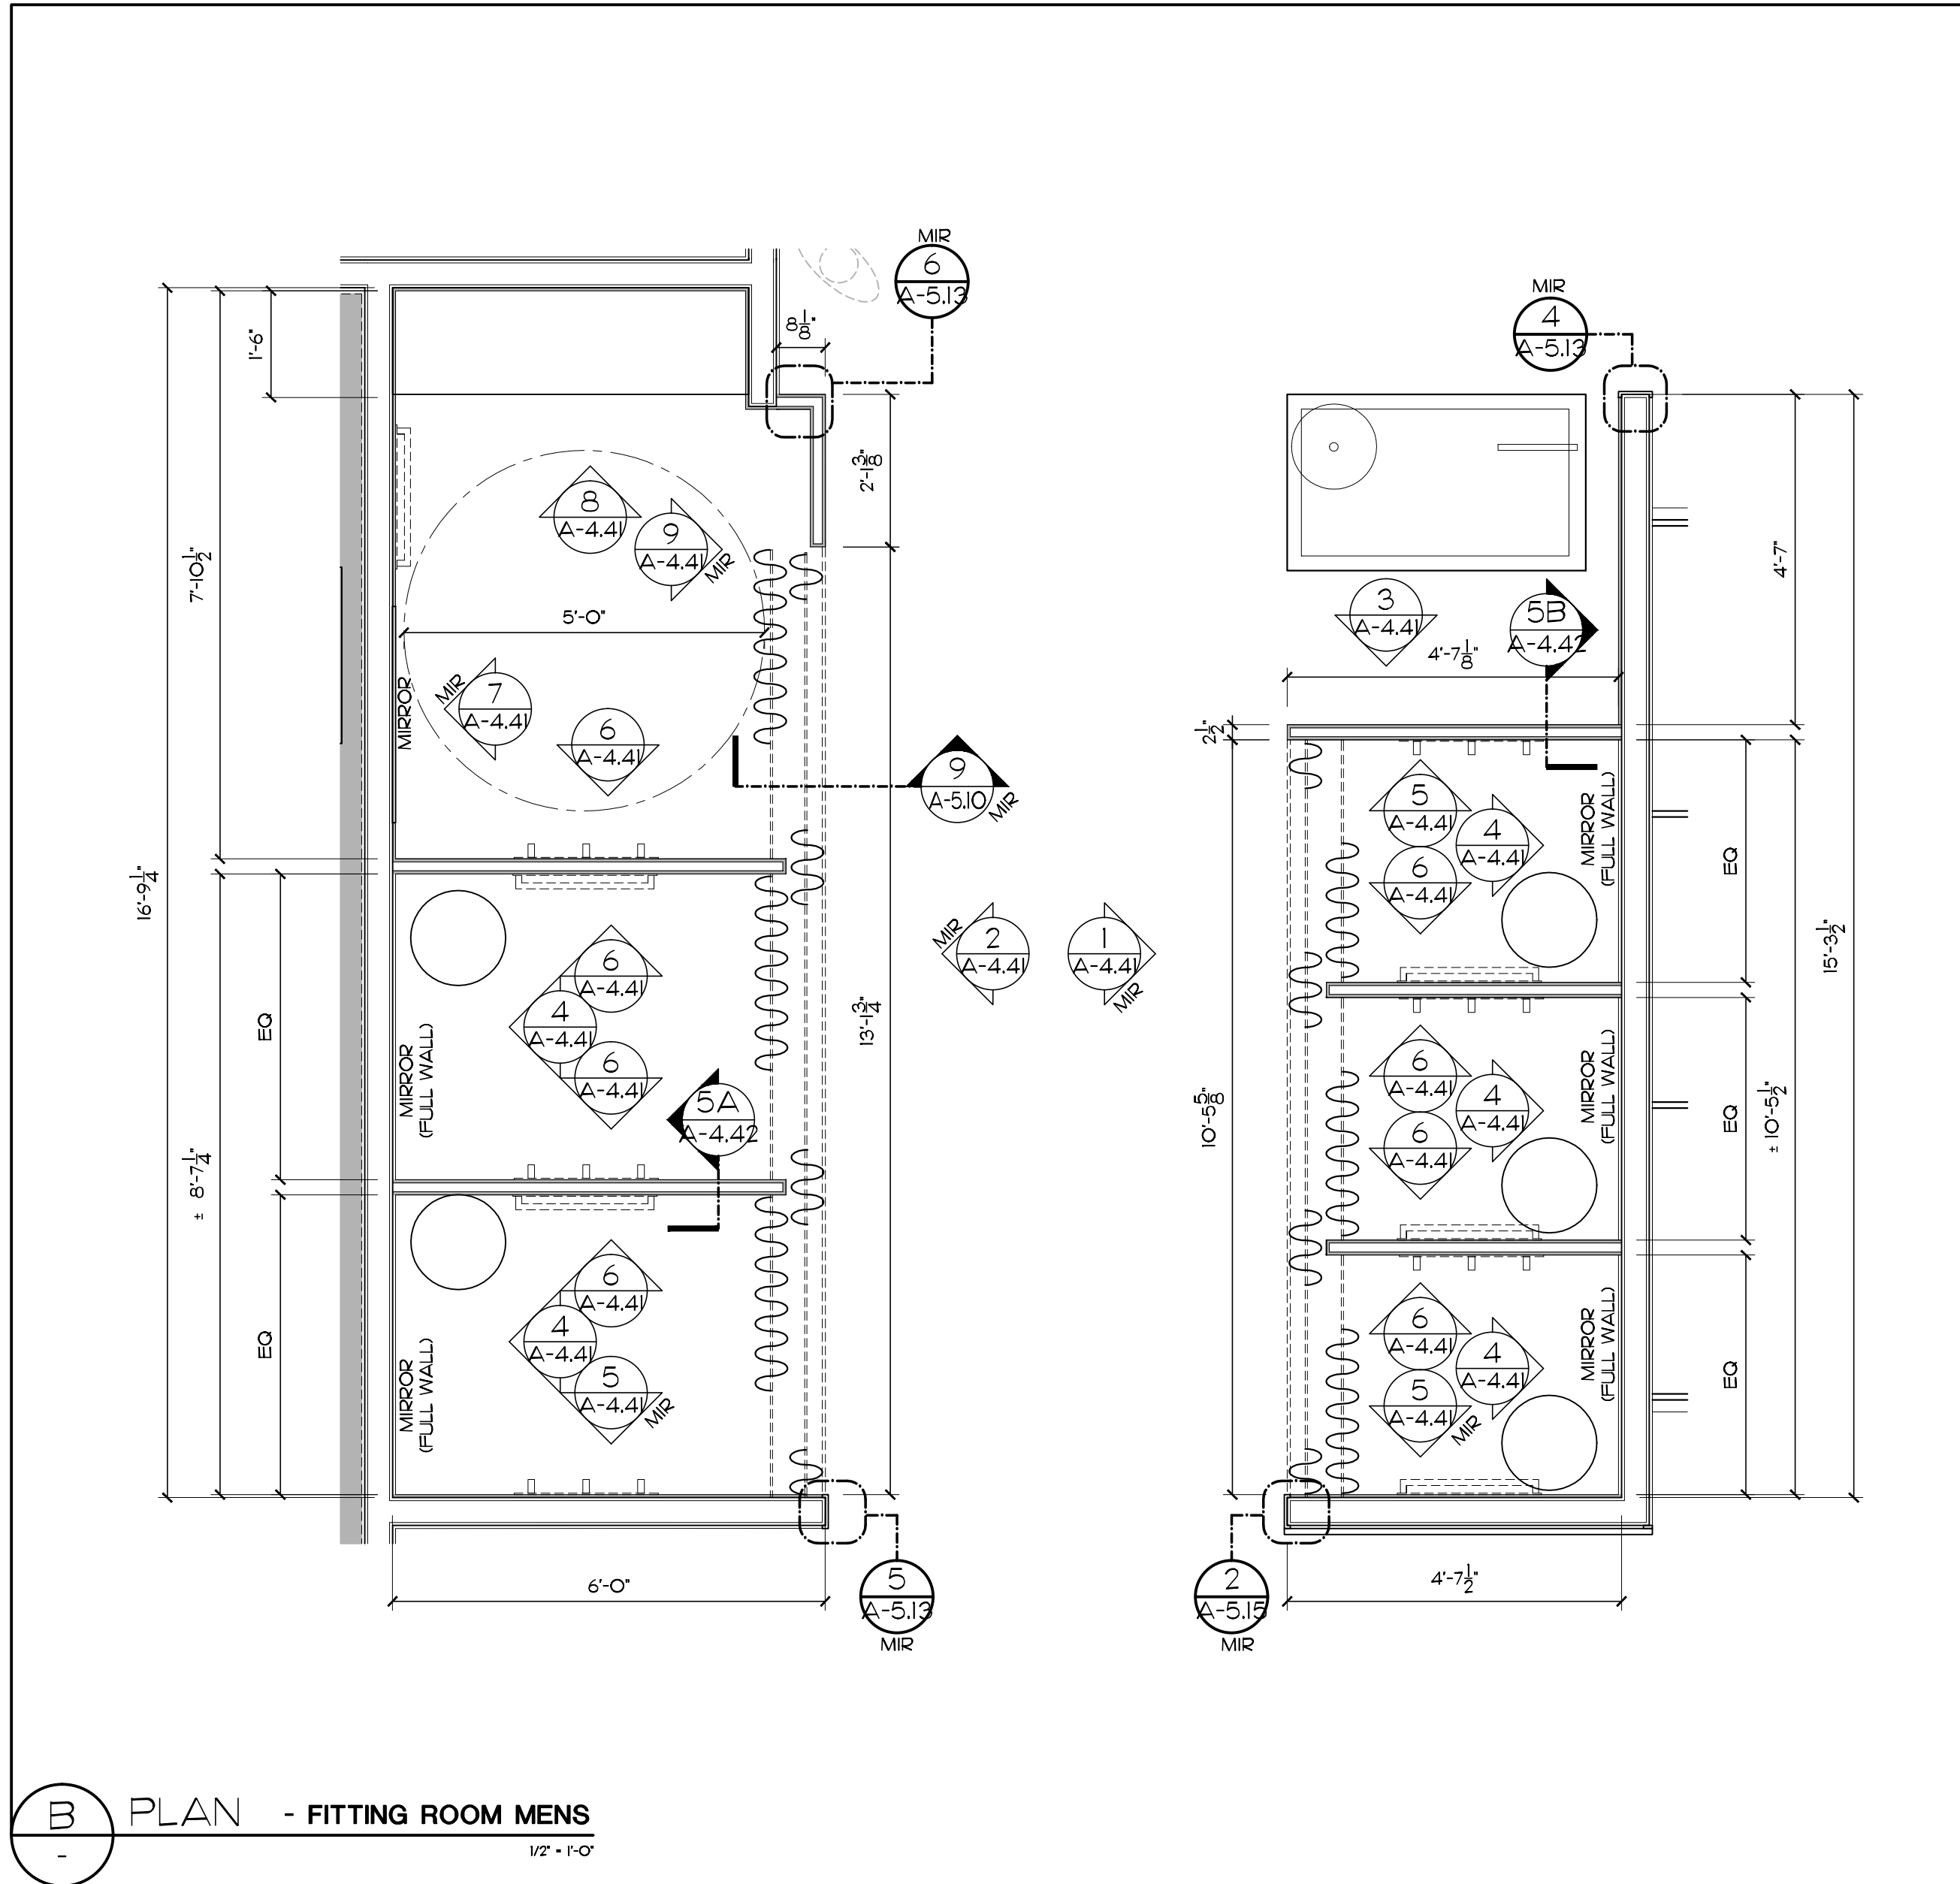 MIR
6
A-5.13
MIR
4
A-5.13
8 1/8"
1'-6"
2'-1 3/8"
7'-10 1/2"
4'-7"
8
A-4.41
9
A-4.41
MIR
5'-0"
3
A-4.41
5B
A-4.42
4'-7 1/8"
MIRROR
MIR
7
A-4.41
6
A-4.41
2 1/2"
9
A-5.10
MIR
5
A-4.41
4
A-4.41
6
A-4.41
MIRROR
(FULL WALL)
EQ
16'-9 1/4"
15'-3 1/2"
MIR
2
A-4.41
1
A-4.41
MIR
6
A-4.41
4
A-4.41
6
A-4.41
EQ
MIRROR
(FULL WALL)
13'-1 3/4"
5A
A-4.42
10'-5 5/8"
6
A-4.41
4
A-4.41
6
A-4.41
MIRROR
(FULL WALL)
EQ
± 10'-5 1/2"
± 8'-7 1/4"
6
A-4.41
4
A-4.41
5
A-4.41
MIR
EQ
MIRROR
(FULL WALL)
6
A-4.41
4
A-4.41
5
A-4.41
MIR
MIRROR
(FULL WALL)
EQ
6'-0"
5
A-5.13
MIR
2
A-5.15
MIR
4'-7 1/2"
B
-
PLAN - FITTING ROOM MENS
1/2" = 1'-0"